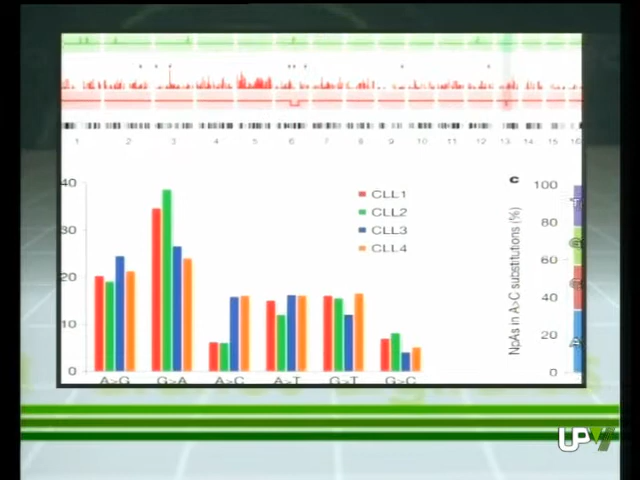 1 2 3 4 5 6 7 8 9 10 11 12 13 14 15 16
40
30
20
10
0
CLL1
CLL2
CLL3
CLL4
A>G G>A A>C A>T G>T G>C
c
NpAs in A>C substitutions (%)
100
80
60
40
20
0
T
G
A
UPV